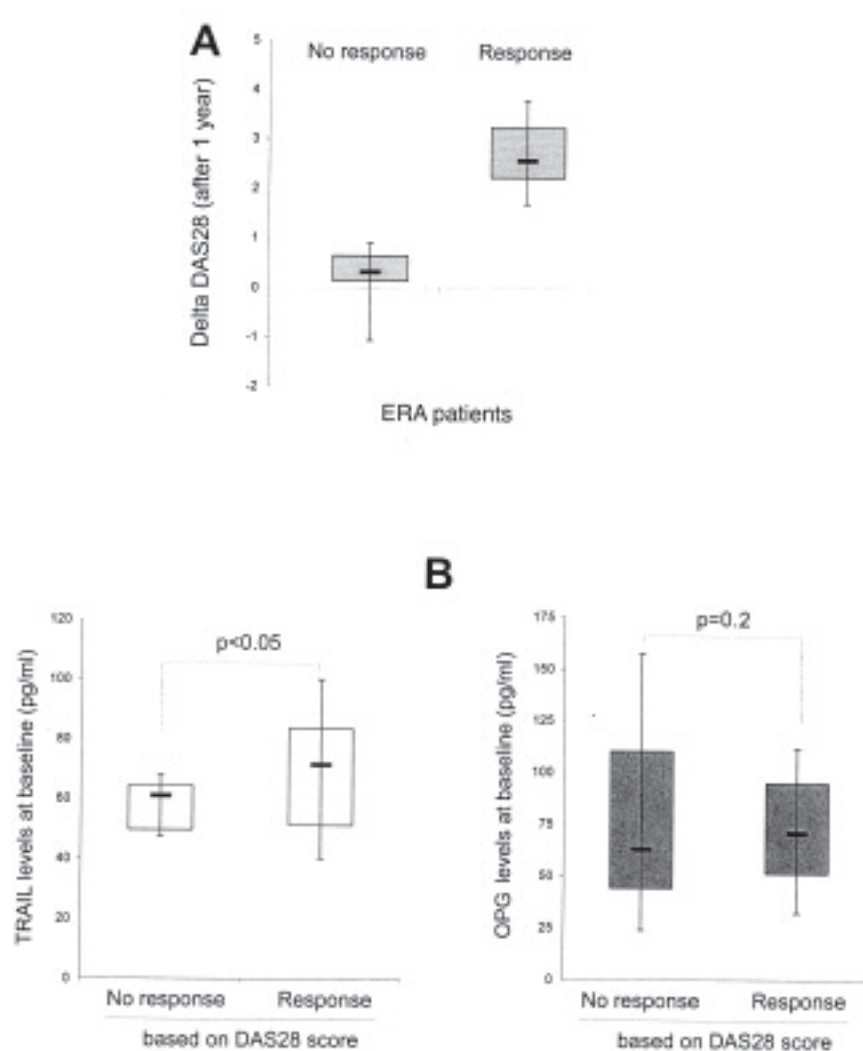 A
No response Response
5
4
3
2
1
0
-1
-2
Delta DAS28 (after 1 year)
ERA patients
B
120
100
80
60
40
20
0
TRAIL levels at baseline (pg/ml)
p<0.05
No response Response
based on DAS28 score
175
150
125
100
75
50
25
0
OPG levels at baseline (pg/ml)
p=0.2
No response Response
based on DAS28 score